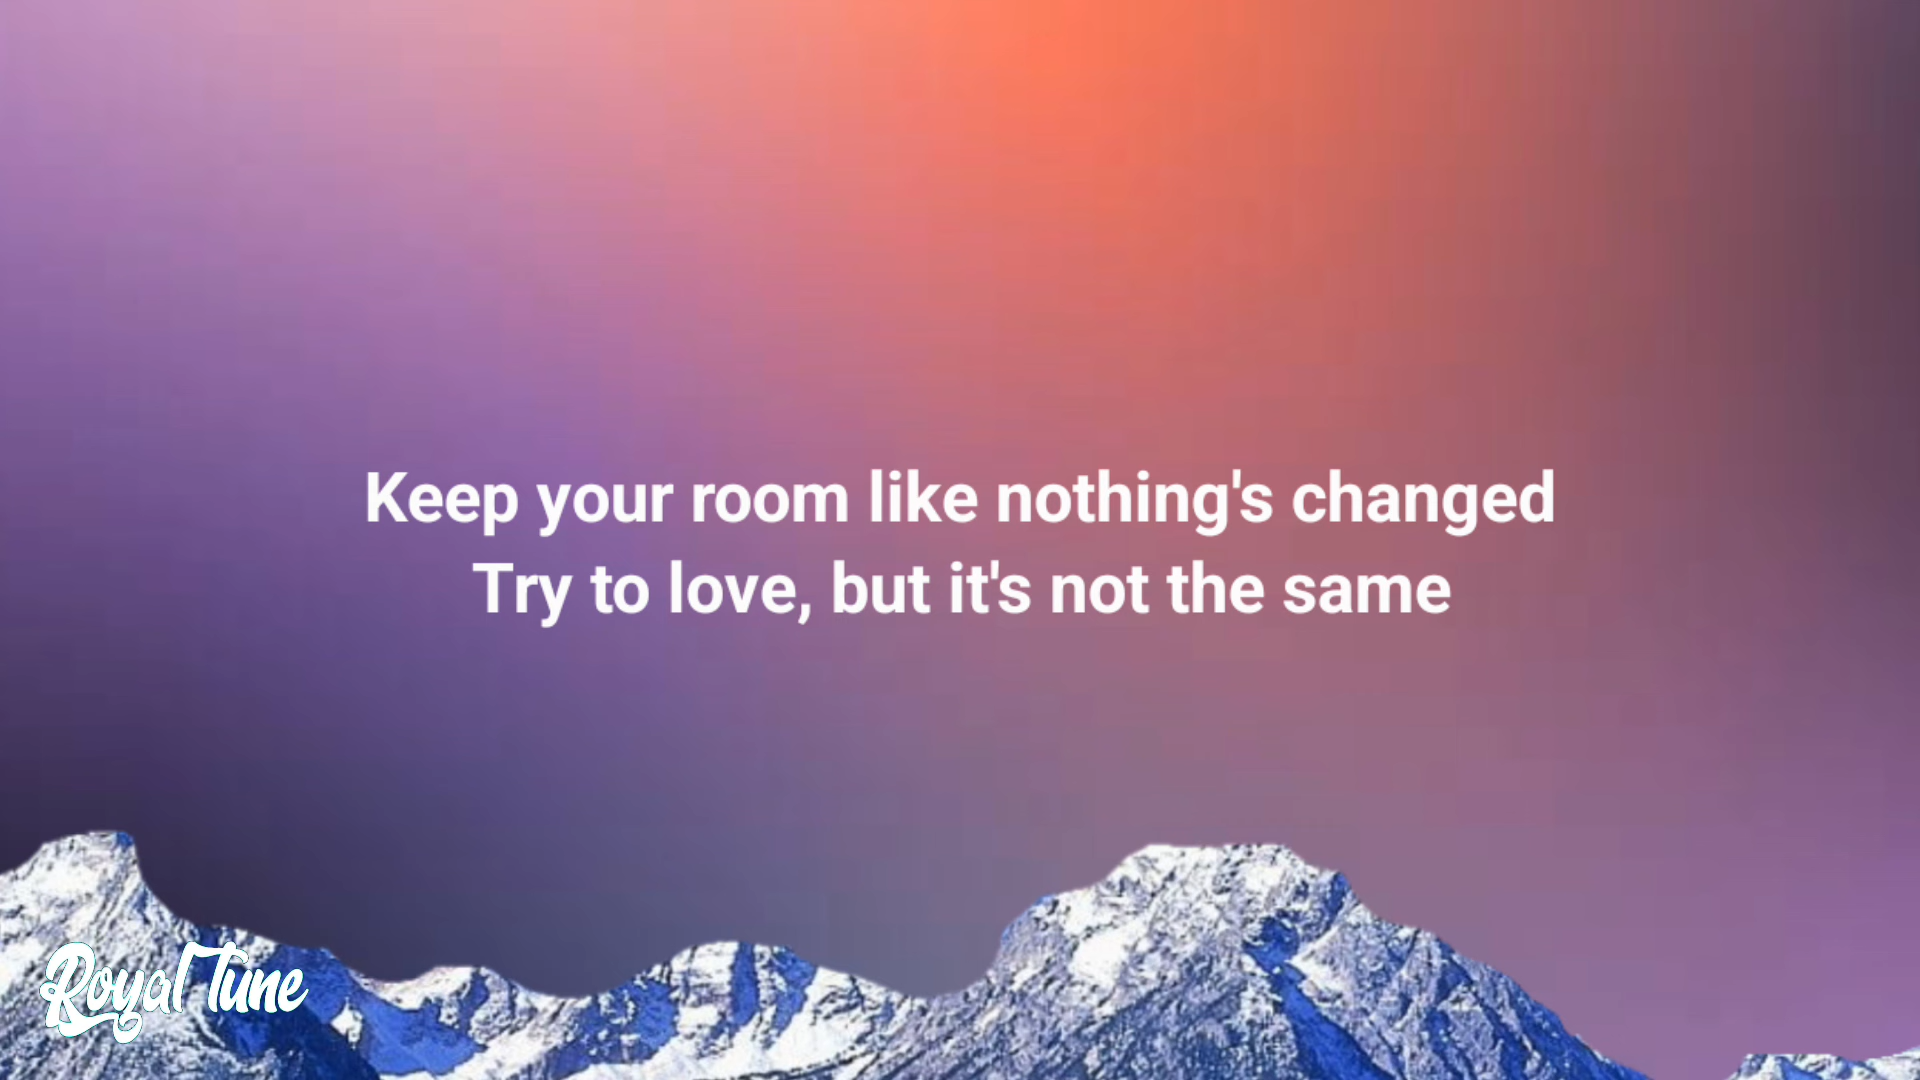 Keep your room like nothing's changed
Try to love, but it's not the same
Royal Tune